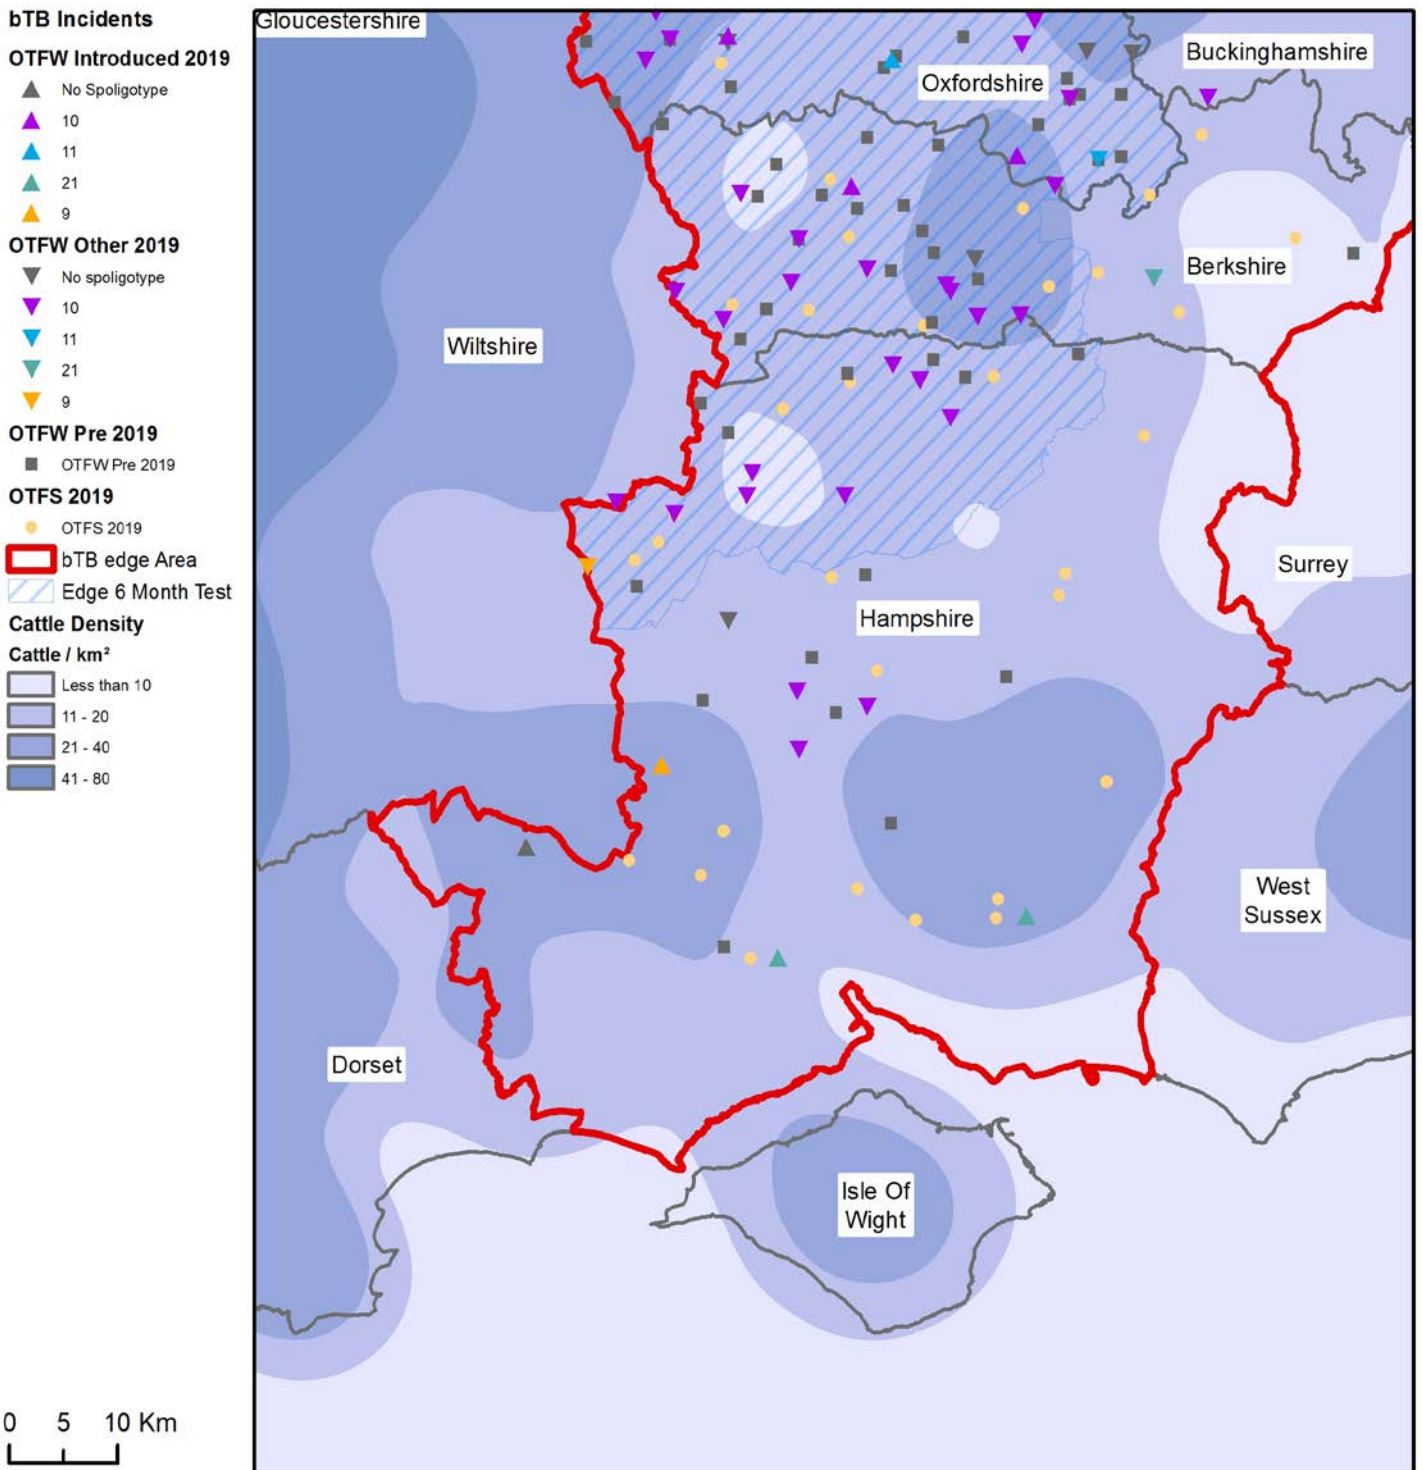 bTB Incidents
OTFW Introduced 2019
No Spoligotype
10
11
21
9
OTFW Other 2019
No spoligotype
10
11
21
9
OTFW Pre 2019
OTFW Pre 2019
OTFS 2019
OTFS 2019
bTB edge Area
Edge 6 Month Test
Cattle Density
Cattle / km²
Less than 10
11 - 20
21 - 40
41 - 80
0 5 10 Km
Gloucestershire
Buckinghamshire
Oxfordshire
Berkshire
Wiltshire
Surrey
Hampshire
West
Sussex
Dorset
Isle Of
Wight